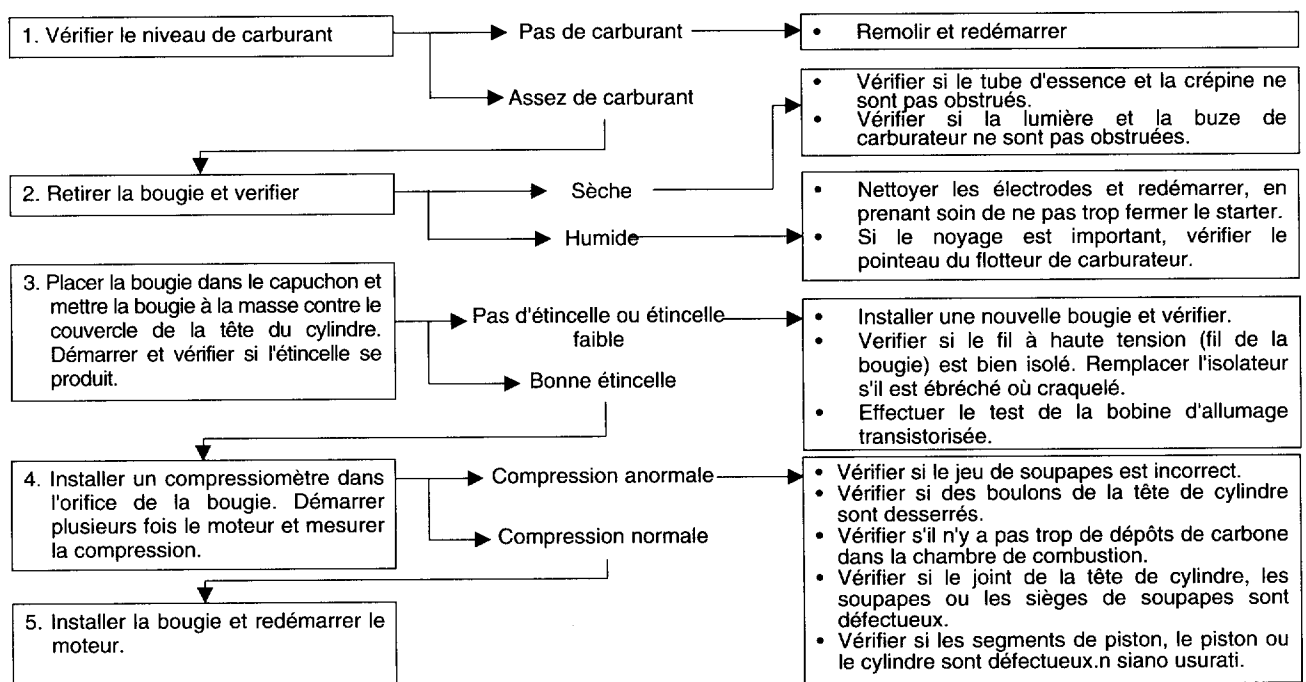 1. Vérifier le niveau de carburant
Pas de carburant
• Remolir et redémarrer
Assez de carburant
• Vérifier si le tube d'essence et la crépine ne
sont pas obstrués.
• Vérifier si la lumière et la buze de
carburateur ne sont pas obstruées.
2. Retirer la bougie et verifier
Sèche
Humide
• Nettoyer les électrodes et redémarrer, en
prenant soin de ne pas trop fermer le starter.
• Si le noyage est important, vérifier le
pointeau du flotteur de carburateur.
3. Placer la bougie dans le capuchon et
mettre la bougie à la masse contre le
couvercle de la tête du cylindre.
Démarrer et vérifier si l'étincelle se
produit.
Pas d'étincelle ou étincelle
faible
Bonne étincelle
• Installer une nouvelle bougie et vérifier.
• Verifier si le fil à haute tension (fil de la
bougie) est bien isolé. Remplacer l'isolateur
s'il est ébréché où craquelé.
• Effectuer le test de la bobine d'allumage
transistorisée.
4. Installer un compressiomètre dans
l'orifice de la bougie. Démarrer
plusieurs fois le moteur et mesurer
la compression.
Compression anormale
Compression normale
• Vérifier si le jeu de soupapes est incorrect.
• Vérifier si des boulons de la tête de cylindre
sont desserrés.
• Vérifier s'il n'y a pas trop de dépôts de carbone
dans la chambre de combustion.
• Vérifier si le joint de la tête de cylindre, les
soupapes ou les sièges de soupapes sont
défectueux.
• Vérifier si les segments de piston, le piston ou
le cylindre sont défectueux.n siano usurati.
5. Installer la bougie et redémarrer le
moteur.